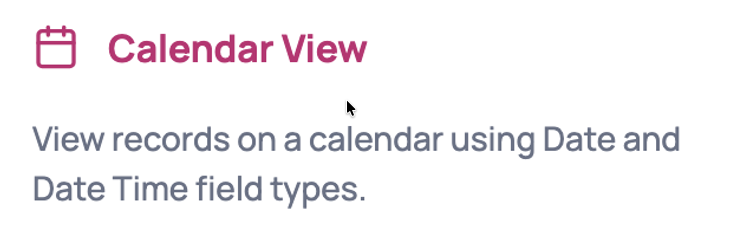 Calendar View
View records on a calendar using Date and
Date Time field types.